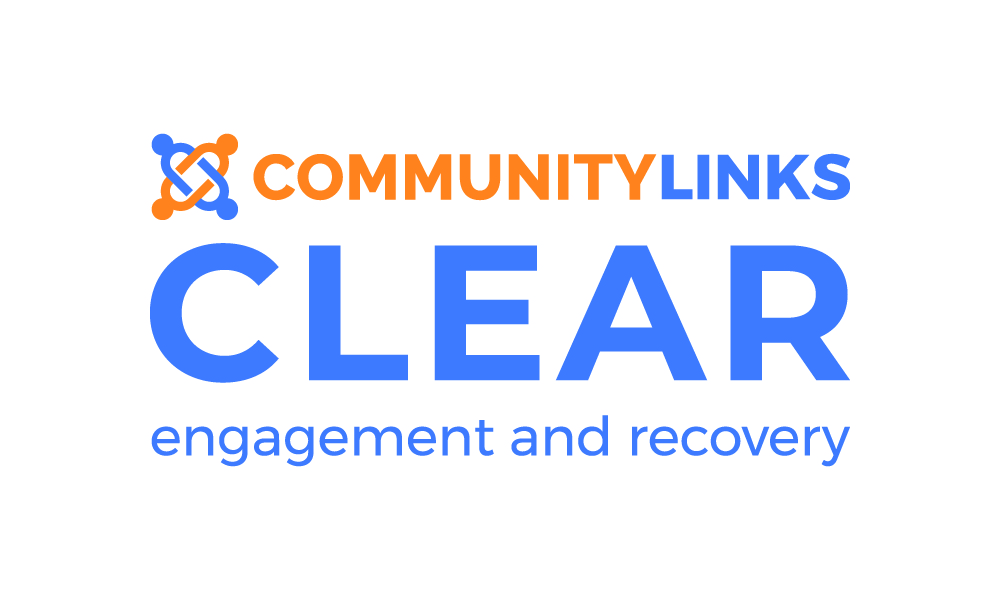 COMMUNITYLINKS
CLEAR
engagement and recovery